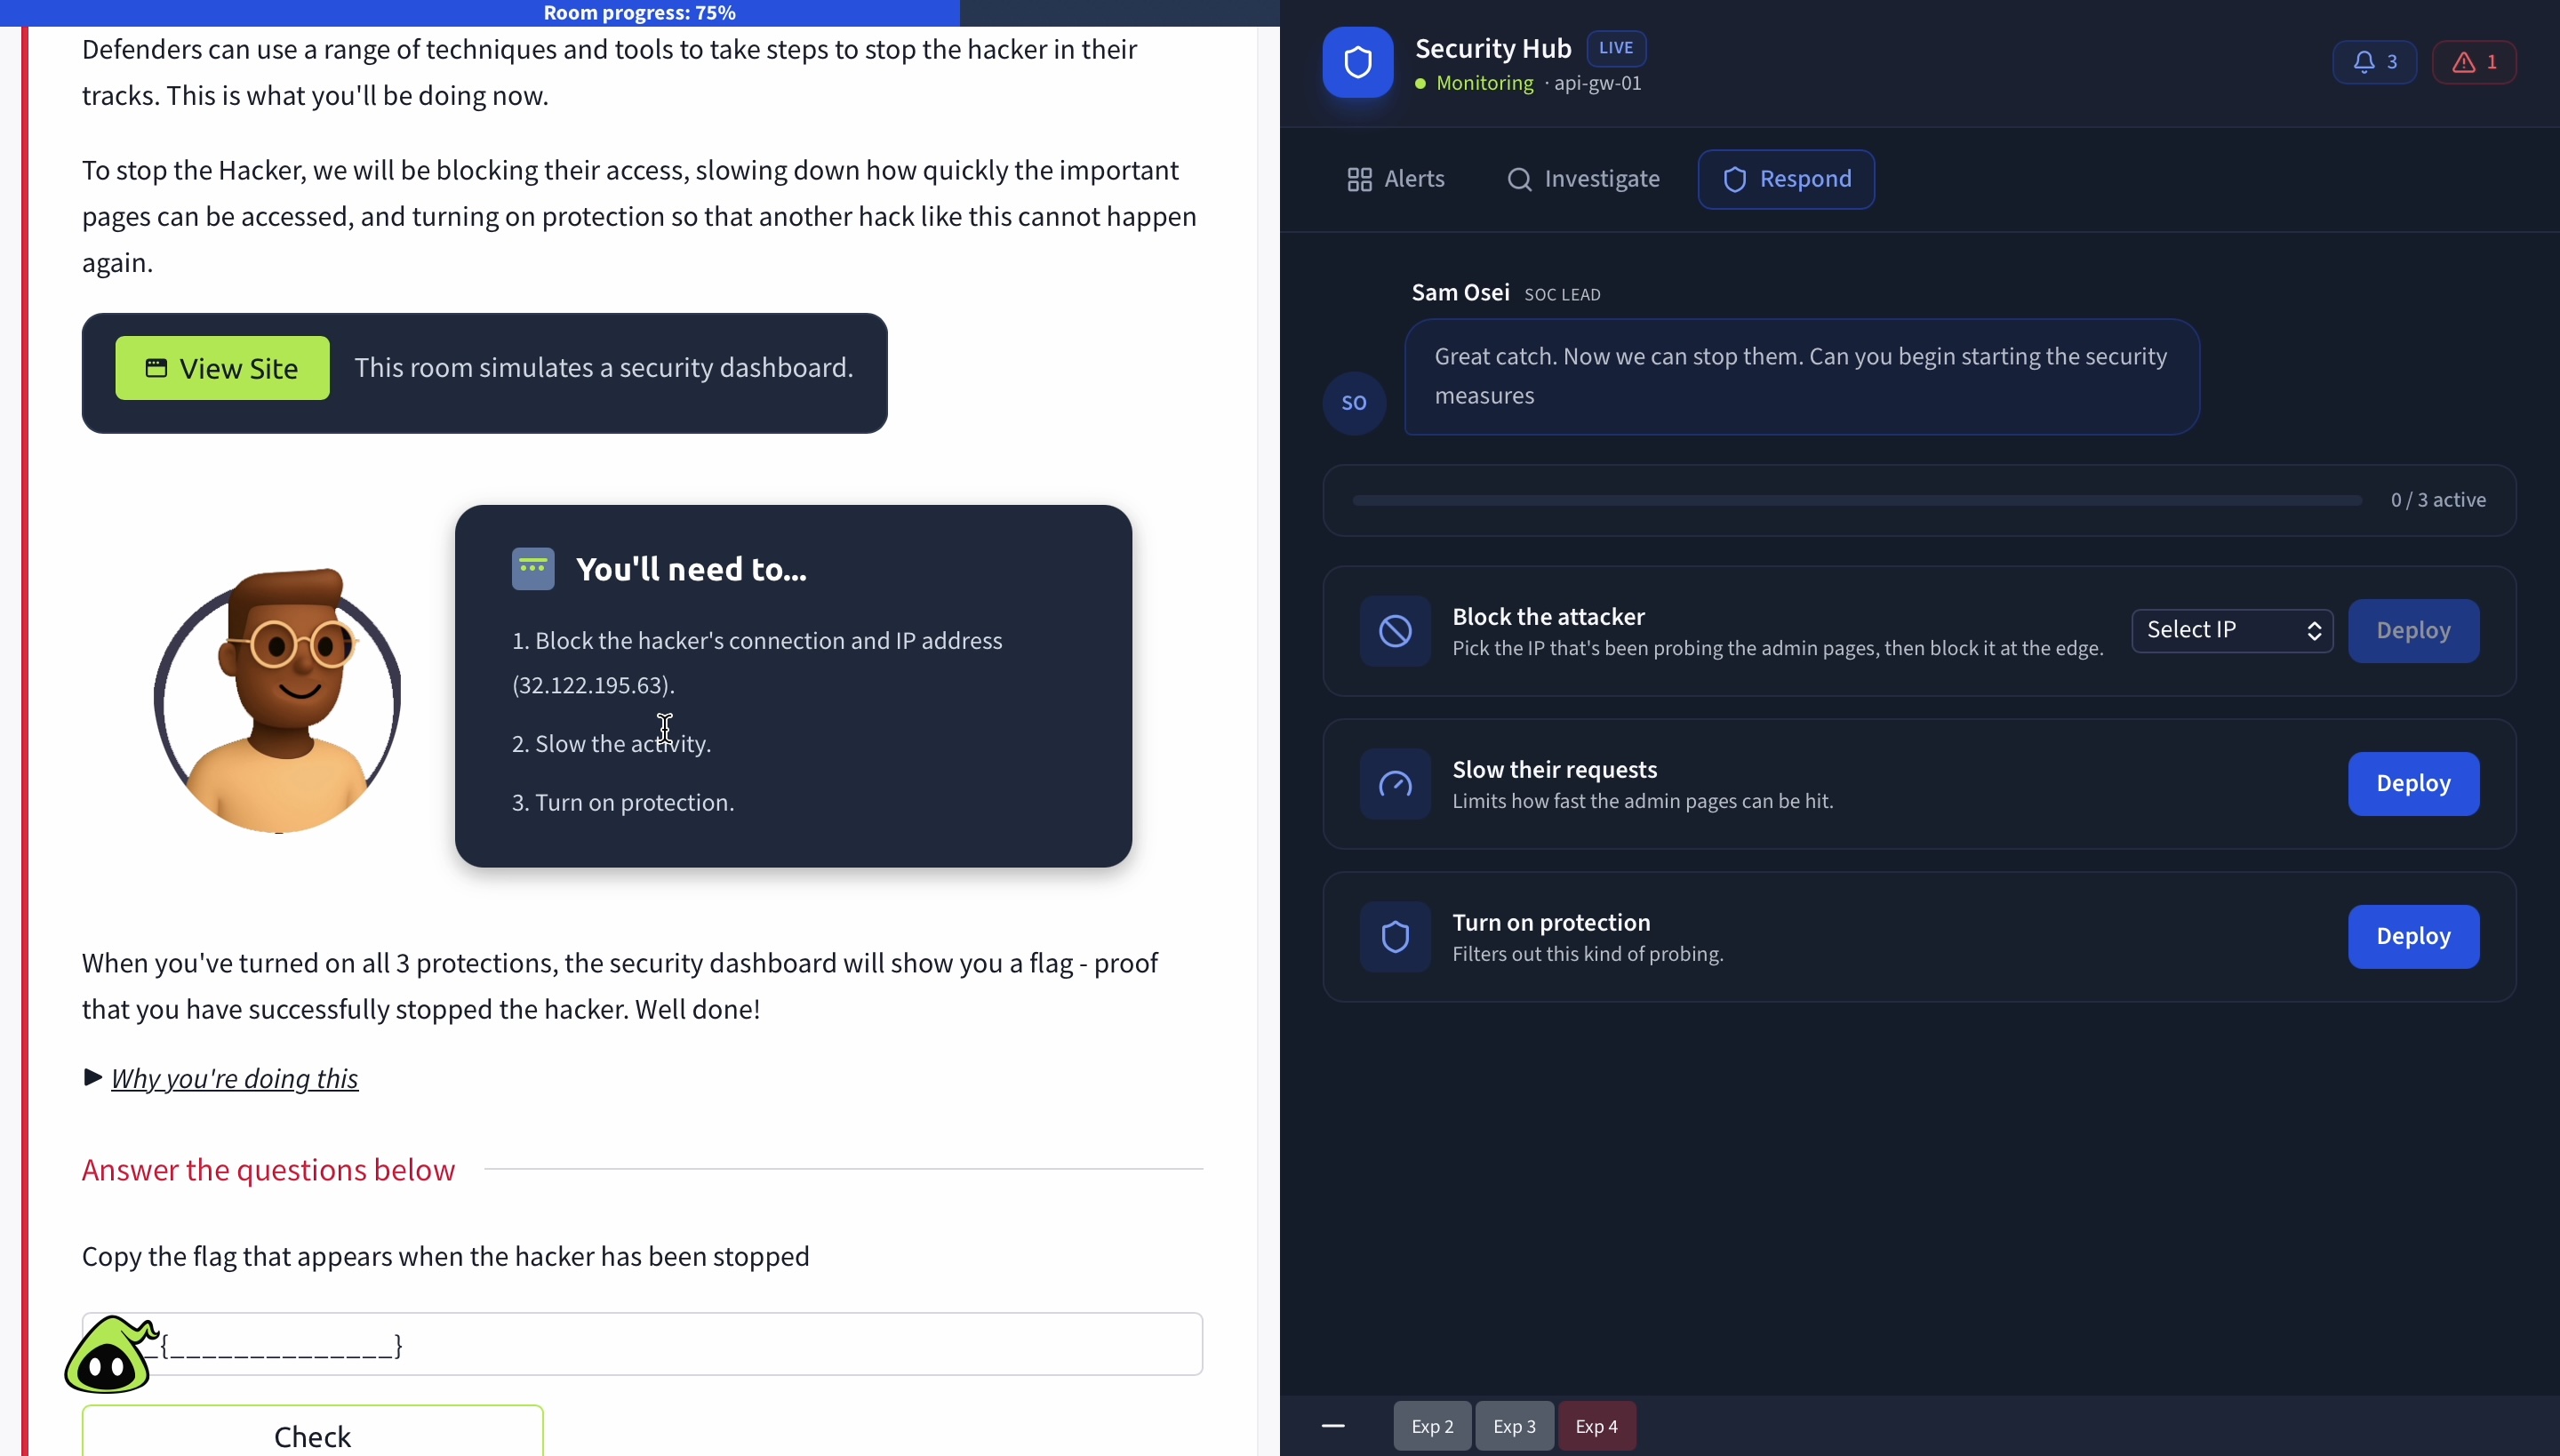 Room progress: 75%
Defenders can use a range of techniques and tools to take steps to stop the hacker in their
tracks. This is what you'll be doing now.
To stop the Hacker, we will be blocking their access, slowing down how quickly the important
pages can be accessed, and turning on protection so that another hack like this cannot happen
again.
View Site
This room simulates a security dashboard.
You'll need to...
1. Block the hacker's connection and IP address
(32.122.195.63).
2. Slow the activity.
3. Turn on protection.
When you've turned on all 3 protections, the security dashboard will show you a flag - proof
that you have successfully stopped the hacker. Well done!
Why you're doing this
Answer the questions below
Copy the flag that appears when the hacker has been stopped
_{______________}
Check
Security Hub
LIVE
Monitoring · api-gw-01
3
1
Alerts
Investigate
Respond
Sam Osei SOC LEAD
SO
Great catch. Now we can stop them. Can you begin starting the security
measures
0 / 3 active
Block the attacker
Pick the IP that's been probing the admin pages, then block it at the edge.
Select IP
Deploy
Slow their requests
Limits how fast the admin pages can be hit.
Deploy
Turn on protection
Filters out this kind of probing.
Deploy
Exp 2
Exp 3
Exp 4